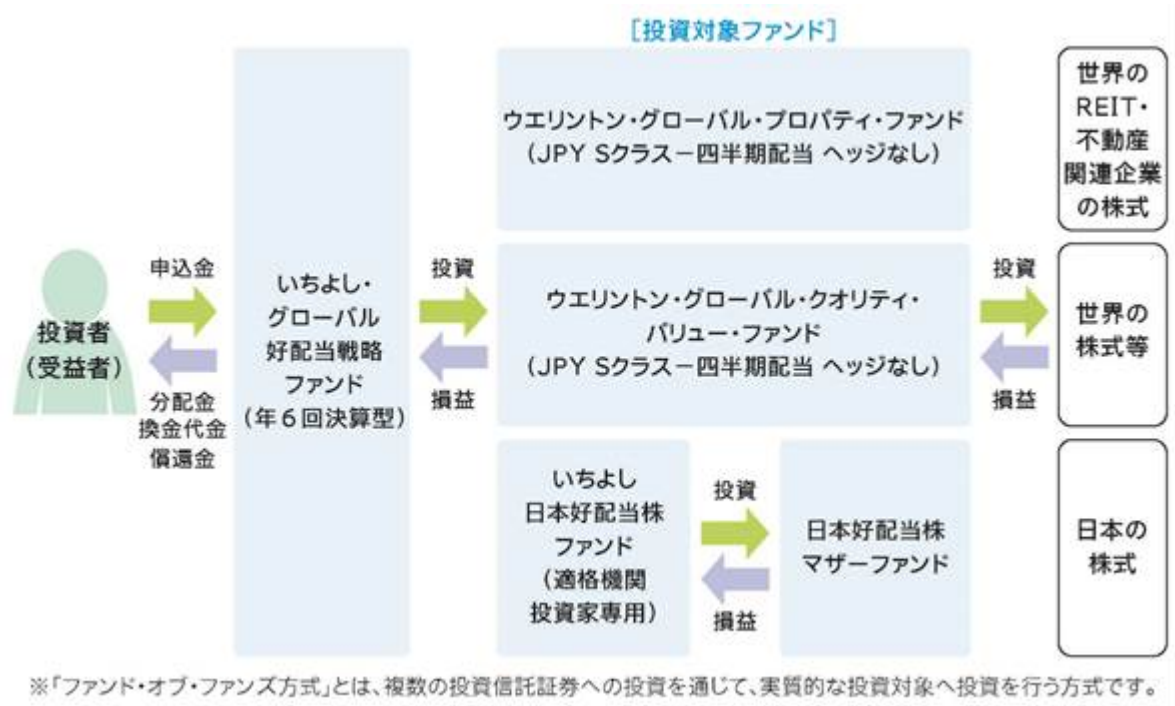 [投資対象ファンド]
ウエリントン・グローバル・プロパティ・ファンド
(JPY Sクラス－四半期配当 ヘッジなし)
世界の
REIT・
不動産
関連企業
の株式
投資者
(受益者)
申込金
分配金
換金代金
償還金
いちよし・
グローバル
好配当戦略
ファンド
(年6回決算型)
投資
損益
ウエリントン・グローバル・クオリティ・
バリュー・ファンド
(JPY Sクラス－四半期配当 ヘッジなし)
投資
損益
世界の
株式等
いちよし
日本好配当株
ファンド
(適格機関
投資家専用)
投資
損益
日本好配当株
マザーファンド
日本の
株式
※「ファンド・オブ・ファンズ方式」とは、複数の投資信託証券への投資を通じて、実質的な投資対象へ投資を行う方式です。